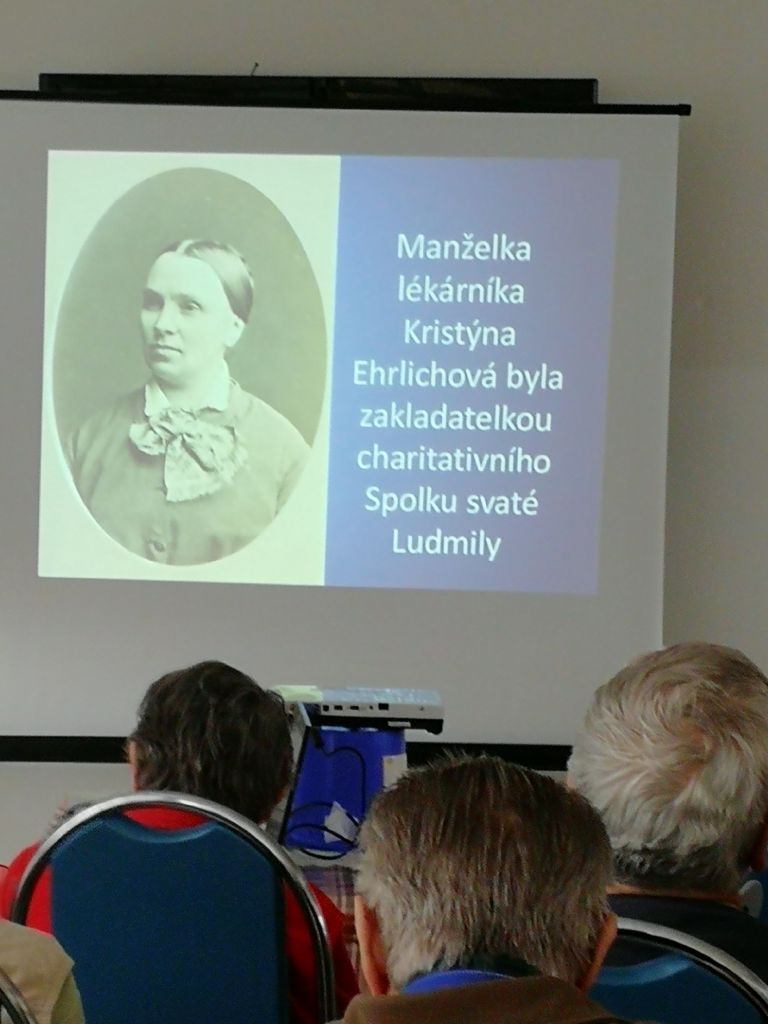 Manželka
lékárníka
Kristýna
Ehrlichová byla
zakladatelkou
charitativního
Spolku svaté
Ludmily